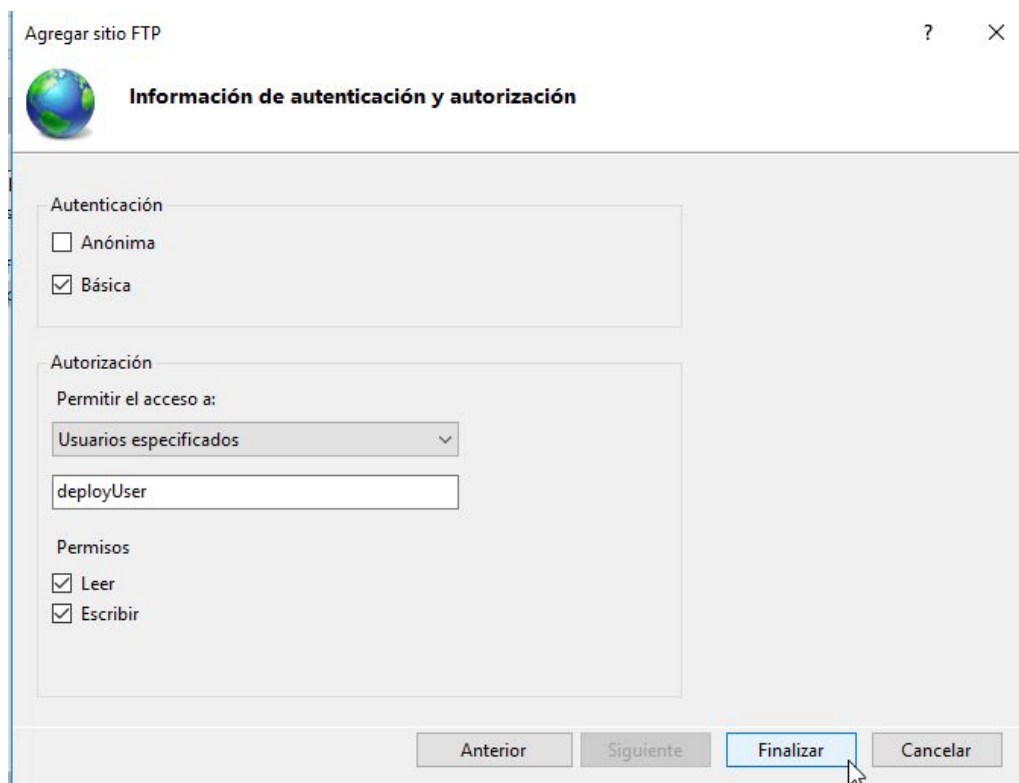 Agregar sitio FTP
?
Información de autenticación y autorización
Autenticación
Anónima
Básica
Autorización
Permitir el acceso a:
Usuarios especificados
deployUser
Permisos
Leer
Escribir
Anterior Siguiente Finalizar Cancelar